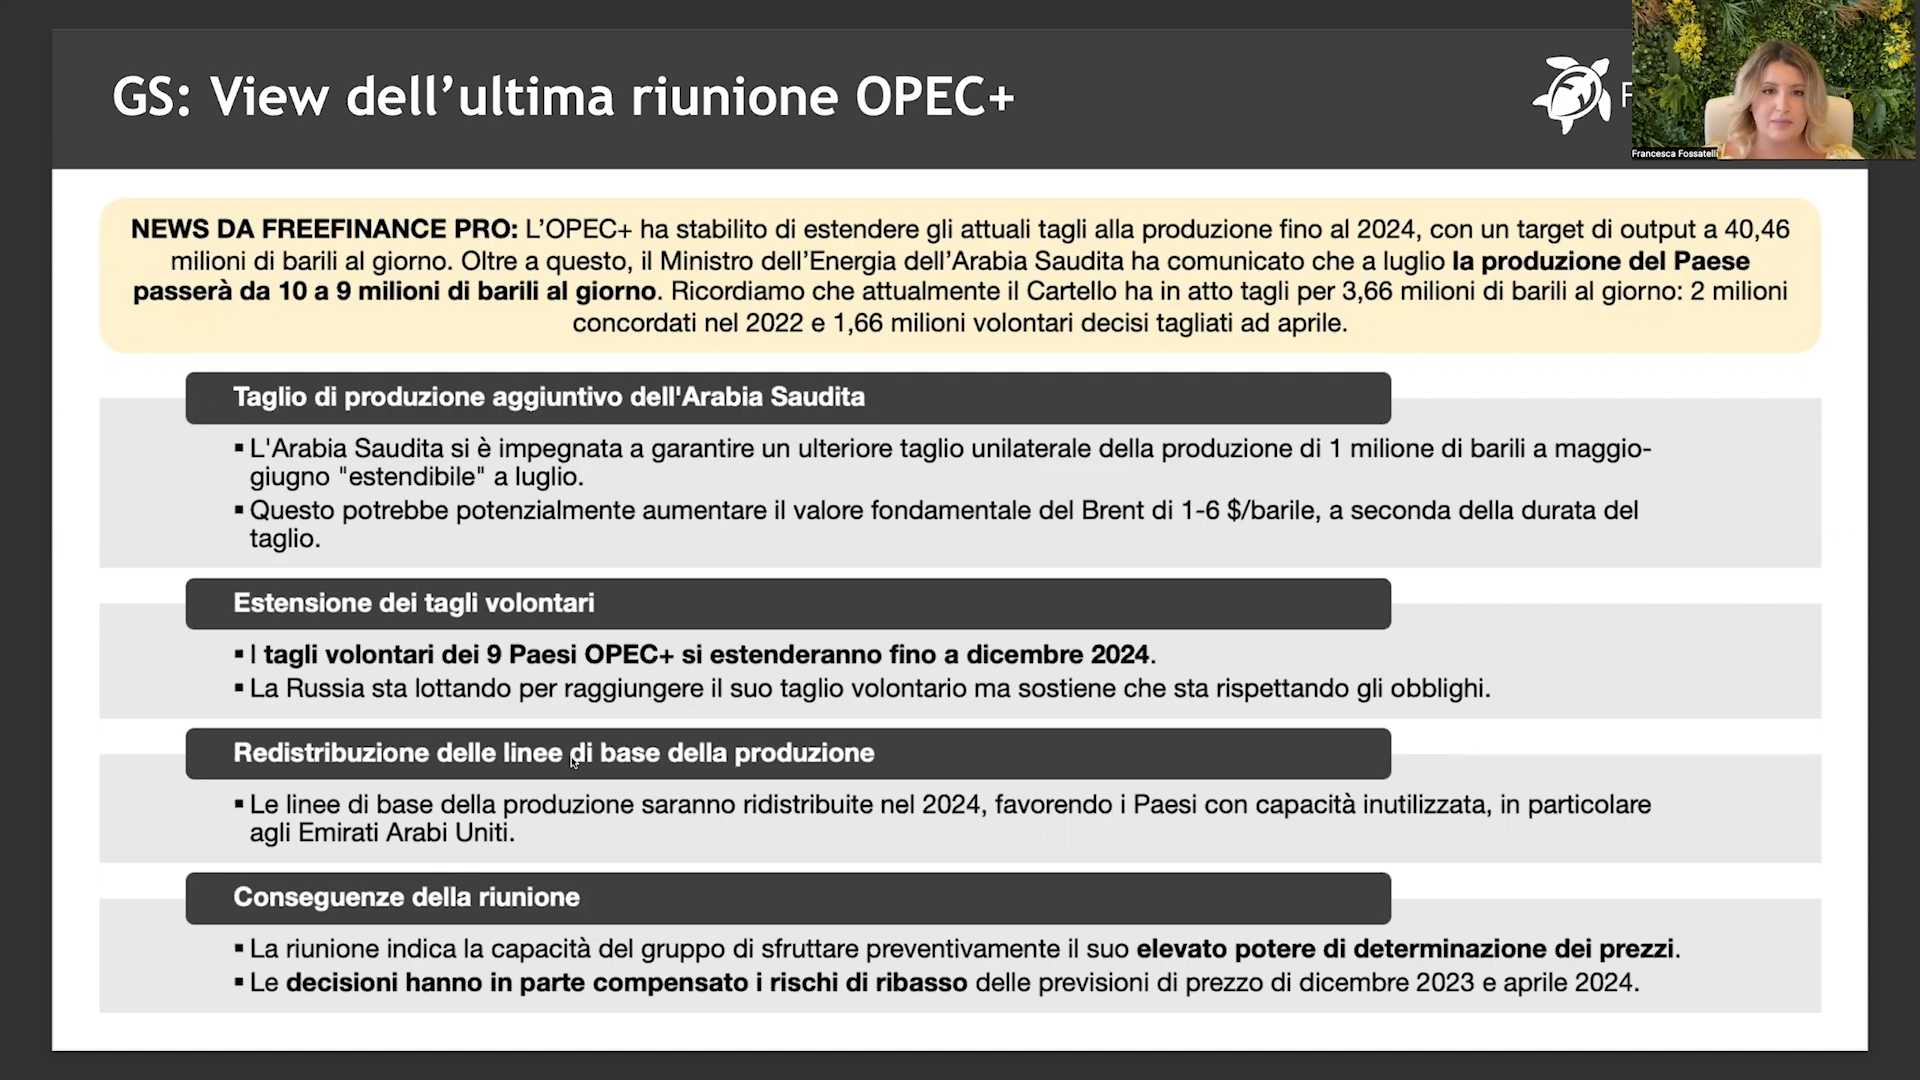 GS: View dell’ultima riunione OPEC+
F
Francesca Fossatelli
NEWS DA FREEFINANCE PRO: L’OPEC+ ha stabilito di estendere gli attuali tagli alla produzione fino al 2024, con un target di output a 40,46
milioni di barili al giorno. Oltre a questo, il Ministro dell’Energia dell’Arabia Saudita ha comunicato che a luglio la produzione del Paese
passerà da 10 a 9 milioni di barili al giorno. Ricordiamo che attualmente il Cartello ha in atto tagli per 3,66 milioni di barili al giorno: 2 milioni
concordati nel 2022 e 1,66 milioni volontari decisi tagliati ad aprile.
Taglio di produzione aggiuntivo dell'Arabia Saudita
▪ L'Arabia Saudita si è impegnata a garantire un ulteriore taglio unilaterale della produzione di 1 milione di barili a maggio-
giugno "estendibile" a luglio.
▪ Questo potrebbe potenzialmente aumentare il valore fondamentale del Brent di 1-6 $/barile, a seconda della durata del
taglio.
Estensione dei tagli volontari
▪ I tagli volontari dei 9 Paesi OPEC+ si estenderanno fino a dicembre 2024.
▪ La Russia sta lottando per raggiungere il suo taglio volontario ma sostiene che sta rispettando gli obblighi.
Redistribuzione delle linee di base della produzione
▪ Le linee di base della produzione saranno ridistribuite nel 2024, favorendo i Paesi con capacità inutilizzata, in particolare
agli Emirati Arabi Uniti.
Conseguenze della riunione
▪ La riunione indica la capacità del gruppo di sfruttare preventivamente il suo elevato potere di determinazione dei prezzi.
▪ Le decisioni hanno in parte compensato i rischi di ribasso delle previsioni di prezzo di dicembre 2023 e aprile 2024.